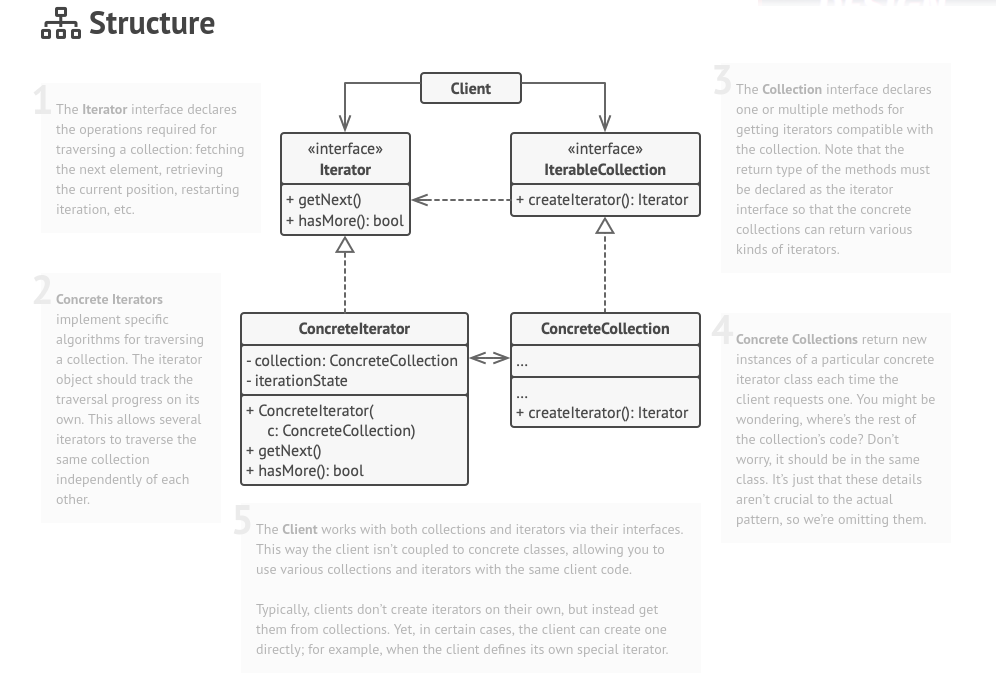 Structure
Client
1
The Iterator interface declares
the operations required for
traversing a collection: fetching
the next element, retrieving
the current position, restarting
iteration, etc.
«interface»
Iterator
+ getNext()
+ hasMore(): bool
«interface»
IterableCollection
+ createIterator(): Iterator
3
The Collection interface declares
one or multiple methods for
getting iterators compatible with
the collection. Note that the
return type of the methods must
be declared as the iterator
interface so that the concrete
collections can return various
kinds of iterators.
2
Concrete Iterators
implement specific
algorithms for traversing
a collection. The iterator
object should track the
traversal progress on its
own. This allows several
iterators to traverse the
same collection
independently of each
other.
ConcreteIterator
- collection: ConcreteCollection
- iterationState
+ ConcreteIterator(
c: ConcreteCollection)
+ getNext()
+ hasMore(): bool
ConcreteCollection
...
...
+ createIterator(): Iterator
4
Concrete Collections return new
instances of a particular concrete
iterator class each time the
client requests one. You might be
wondering, where's the rest of
the collection's code? Don't
worry, it should be in the same
class. It's just that these details
aren't crucial to the actual
pattern, so we're omitting them.
5
The Client works with both collections and iterators via their interfaces.
This way the client isn't coupled to concrete classes, allowing you to
use various collections and iterators with the same client code.
Typically, clients don't create iterators on their own, but instead get
them from collections. Yet, in certain cases, the client can create one
directly; for example, when the client defines its own special iterator.